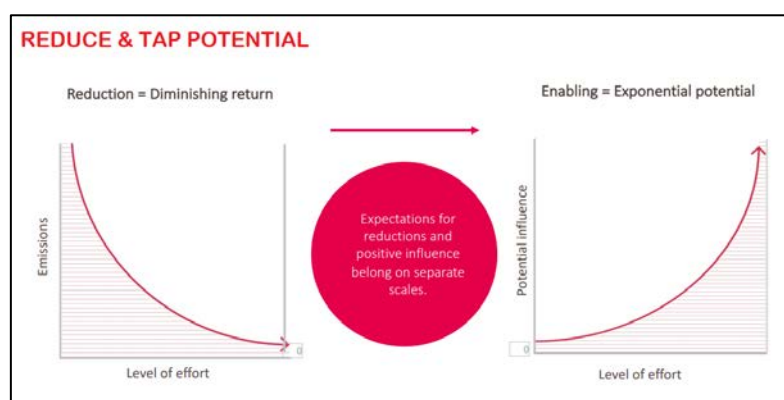 REDUCE & TAP POTENTIAL
Reduction = Diminishing return
Enabling = Exponential potential
Emissions
0
Level of effort
Expectations for
reductions and
positive influence
belong on separate
scales.
Potential influence
0
Level of effort